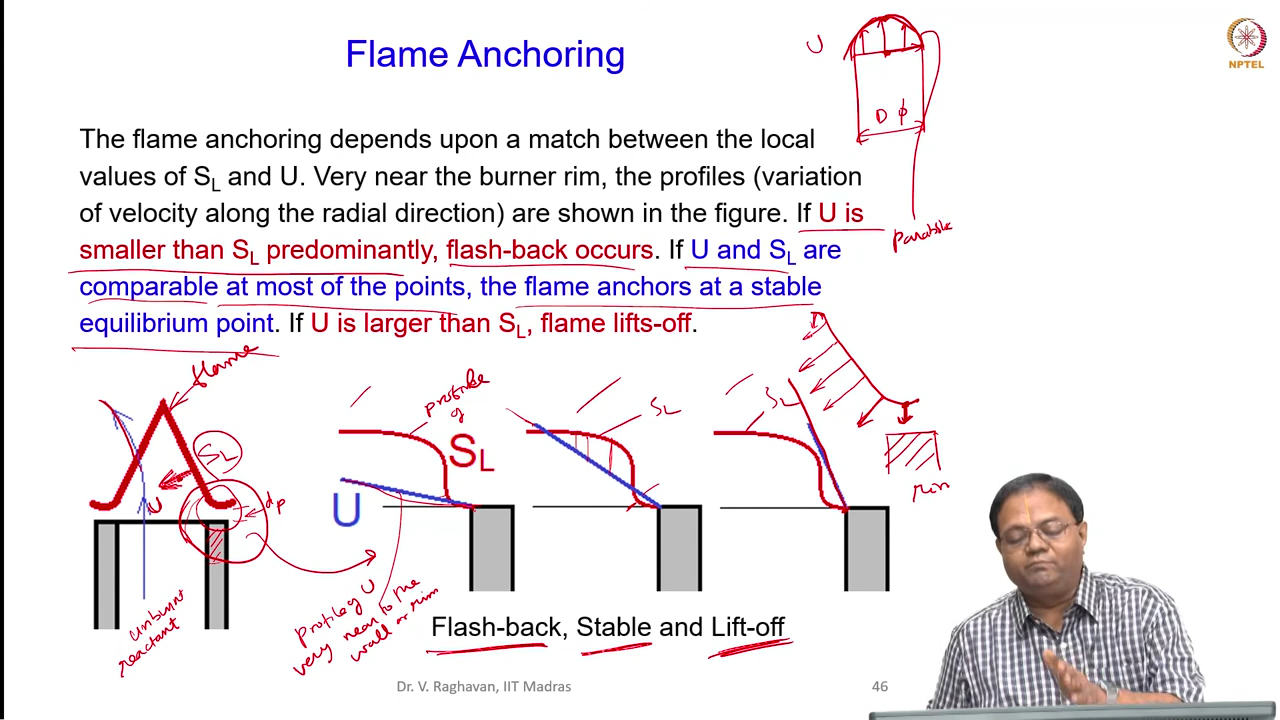 Flame Anchoring
NPTEL
U
D ϕ
parabolic
The flame anchoring depends upon a match between the local
values of SL and U. Very near the burner rim, the profiles (variation
of velocity along the radial direction) are shown in the figure. If U is
smaller than SL predominantly, flash-back occurs. If U and SL are
comparable at most of the points, the flame anchors at a stable
equilibrium point. If U is larger than SL, flame lifts-off.
flame
SL
U
dp
unburnt
reactant
profile
of
SL
U
profile of U
very near to the
wall or rim
SL
SL
rim
Flash-back, Stable and Lift-off
Dr. V. Raghavan, IIT Madras
46